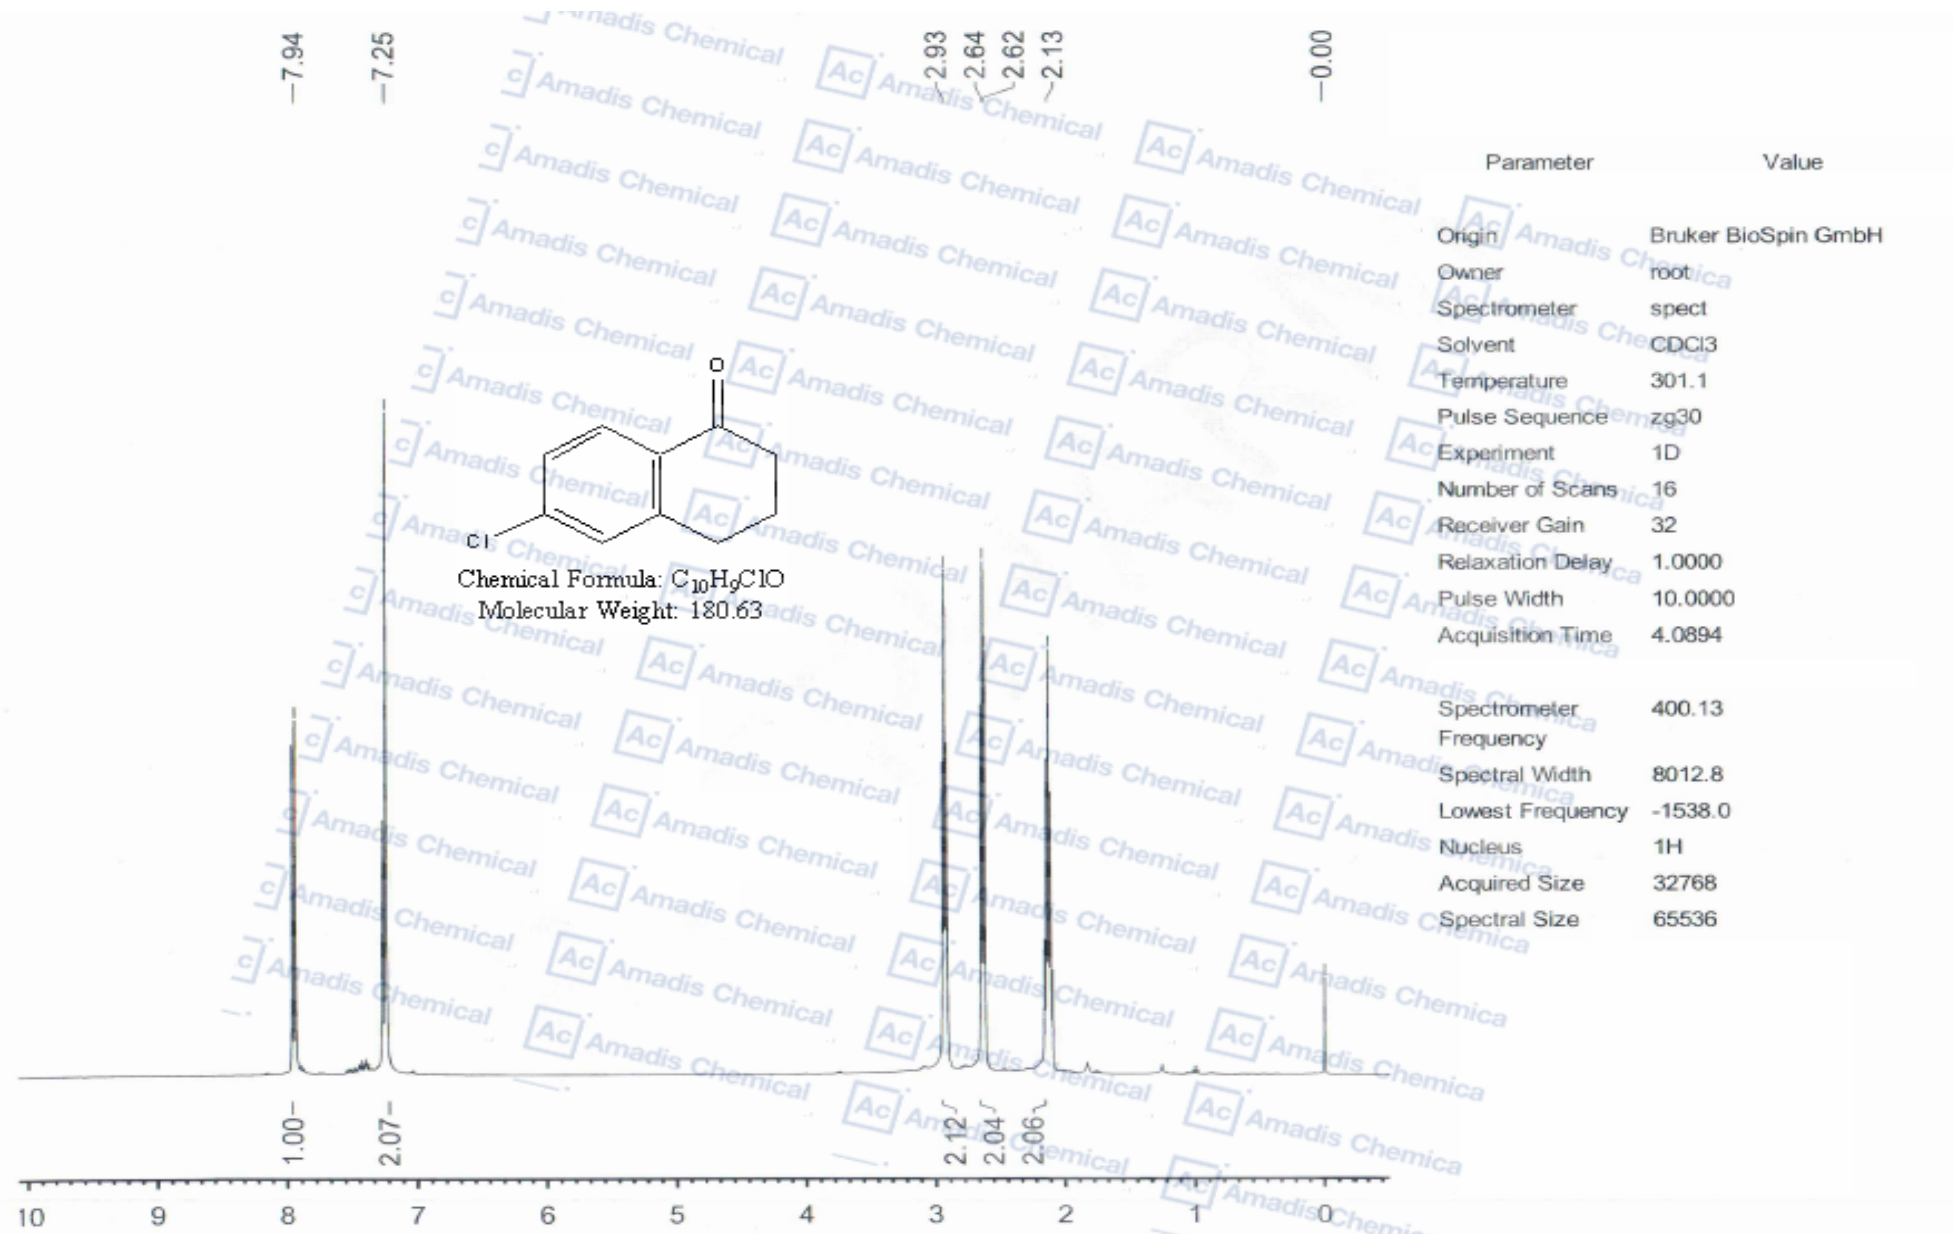 7.94
7.25
2.93
2.64
2.62
2.13
0.00
Parameter Value
Origin Bruker BioSpin GmbH
Owner root
Spectrometer spect
Solvent CDCl3
Temperature 301.1
Pulse Sequence zg30
Experiment 1D
Number of Scans 16
Receiver Gain 32
Relaxation Delay 1.0000
Pulse Width 10.0000
Acquisition Time 4.0894
Spectrometer 400.13
Frequency
Spectral Width 8012.8
Lowest Frequency -1538.0
Nucleus 1H
Acquired Size 32768
Spectral Size 65536
O
Cl
Chemical Formula: C₁₀H₉ClO
Molecular Weight: 180.63
1.00
2.07
2.12
2.04
2.06
10 9 8 7 6 5 4 3 2 1 0
Ac Amadis Chemical